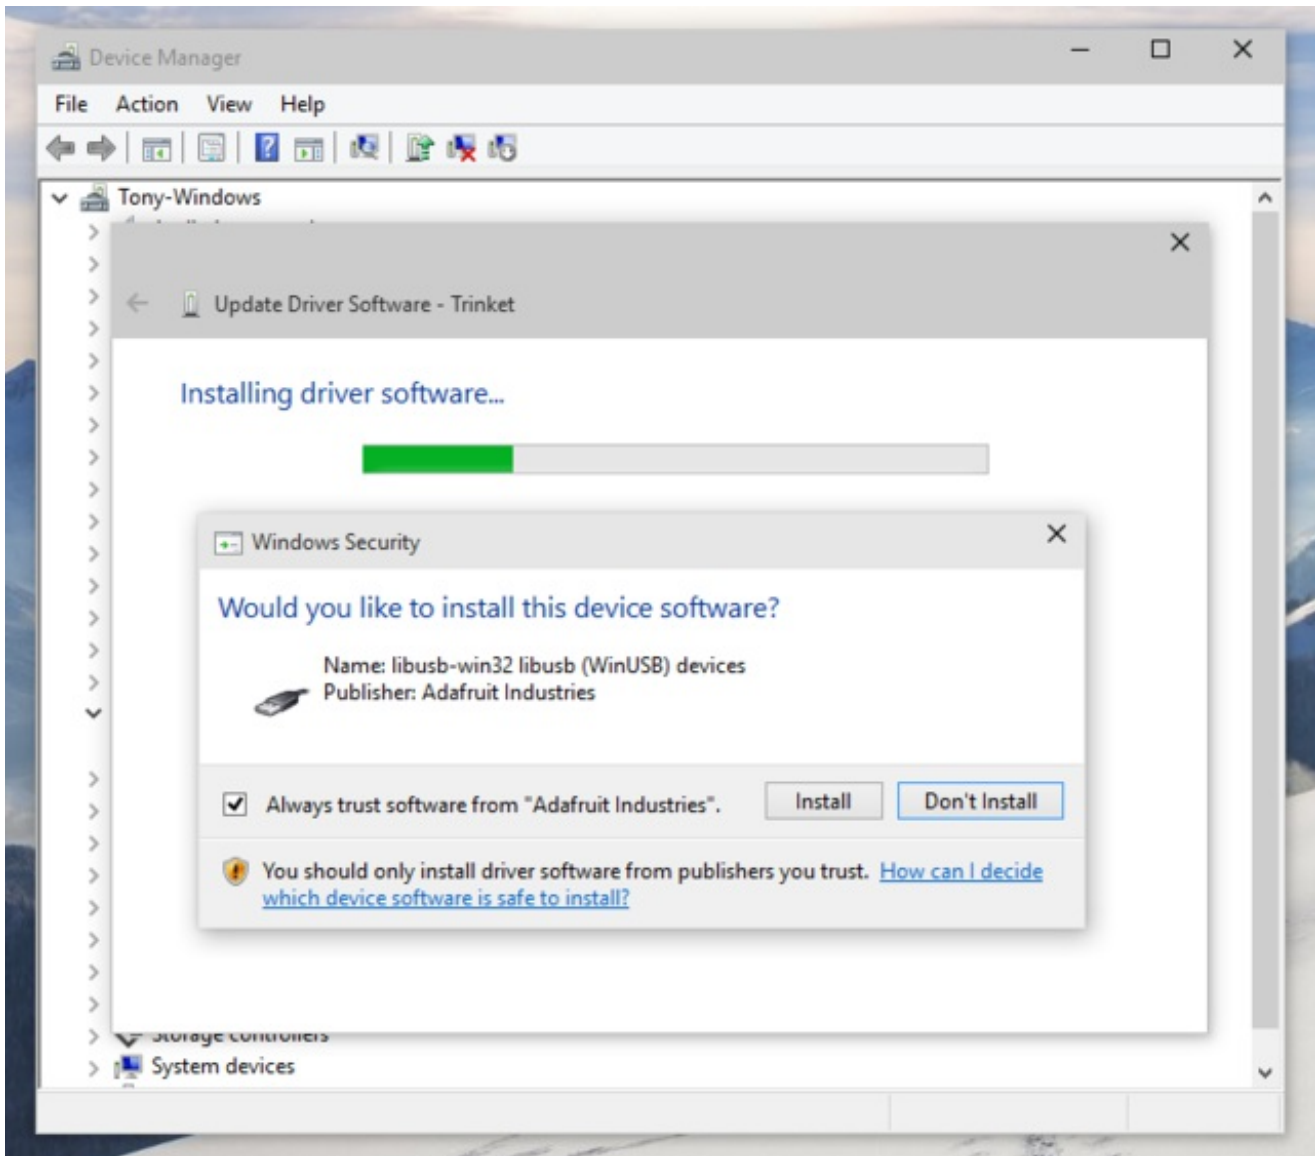 Device Manager
File Action View Help
Tony-Windows
Update Driver Software - Trinket
Installing driver software...
Windows Security
Would you like to install this device software?
Name: libusb-win32 libusb (WinUSB) devices
Publisher: Adafruit Industries
Always trust software from "Adafruit Industries". Install Don't Install
You should only install driver software from publishers you trust. How can I decide
which device software is safe to install?
Storage controllers
System devices